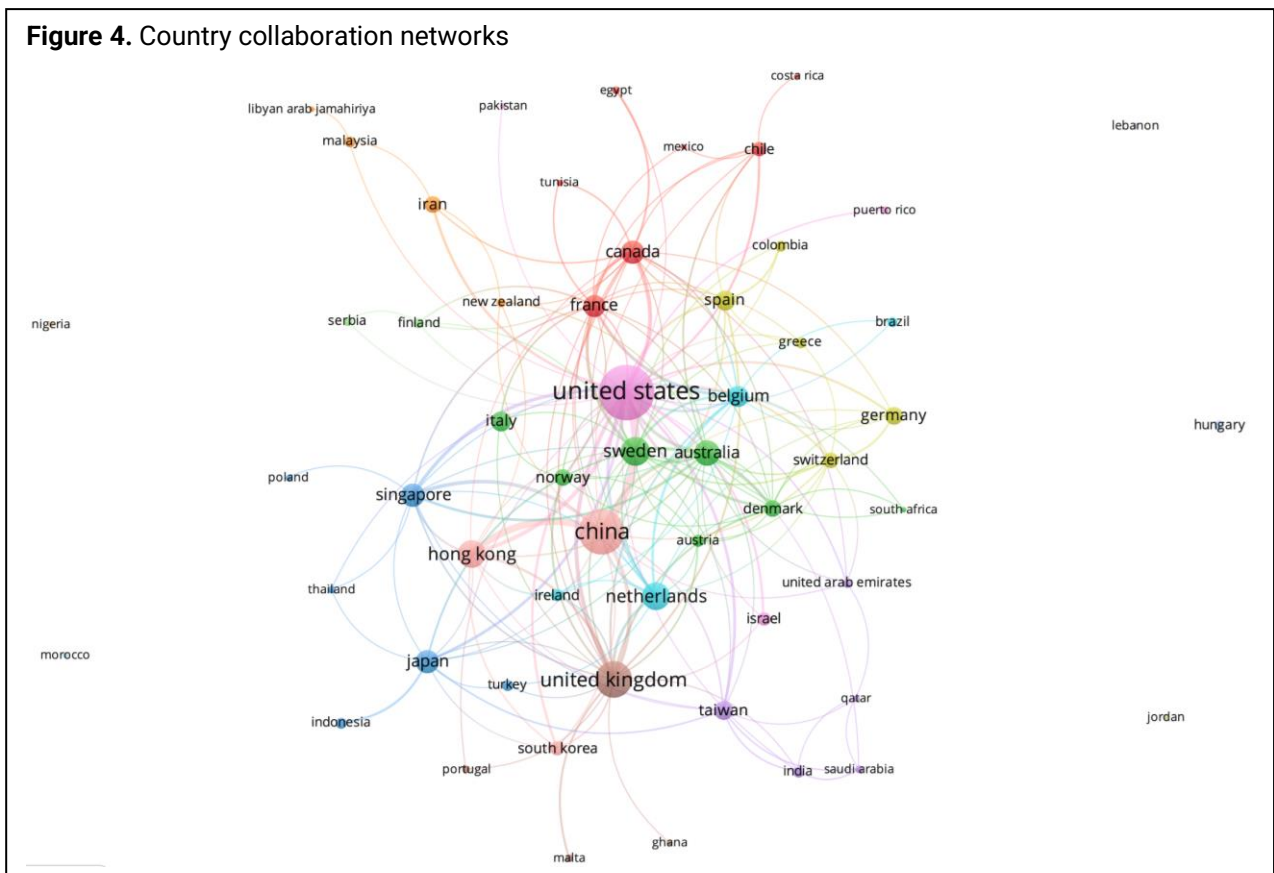 Figure 4. Country collaboration networks
costa rica
egypt
libyan arab jamahiriya
pakistan
lebanon
malaysia
mexico
chile
tunisia
iran
puerto rico
colombia
canada
new zealand
france
spain
serbia
finland
brazil
nigeria
greece
united states
belgium
germany
italy
hungary
sweden
australia
switzerland
poland
norway
singapore
denmark
south africa
china
austria
hong kong
united arab emirates
thailand
ireland
netherlands
israel
morocco
japan
united kingdom
turkey
qatar
taiwan
jordan
indonesia
south korea
portugal
india
saudi arabia
ghana
malta